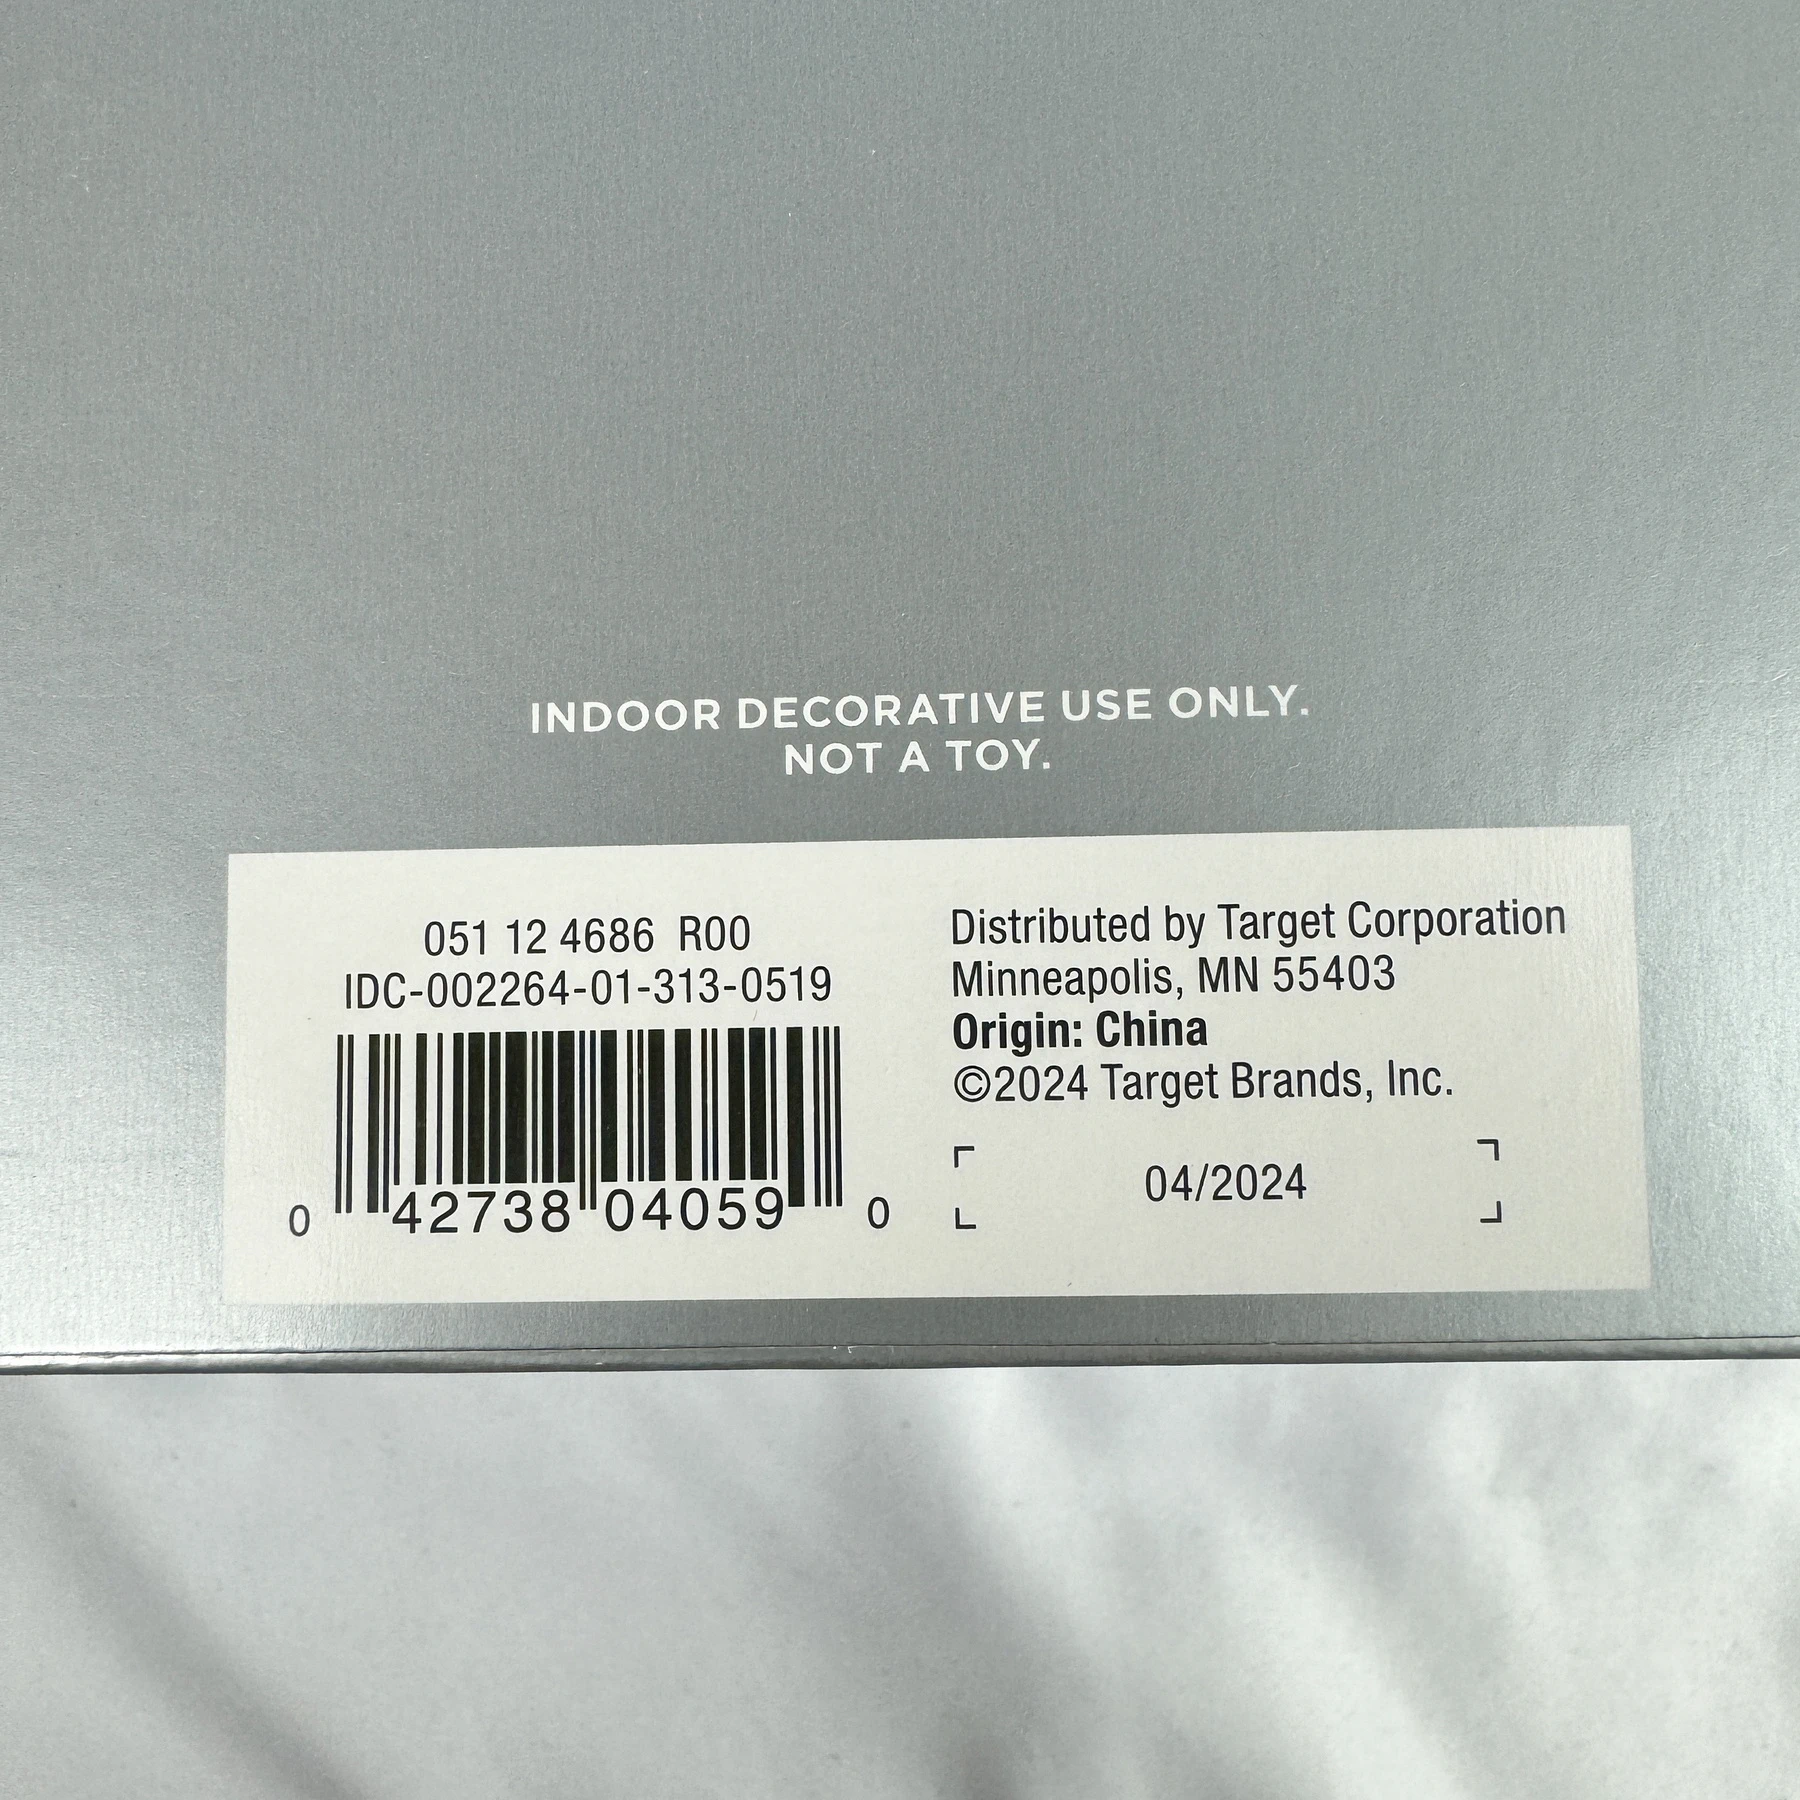 INDOOR DECORATIVE USE ONLY.
NOT A TOY.
051 12 4686 R00
IDC-002264-01-313-0519
0 42738 04059 0
Distributed by Target Corporation
Minneapolis, MN 55403
Origin: China
©2024 Target Brands, Inc.
04/2024